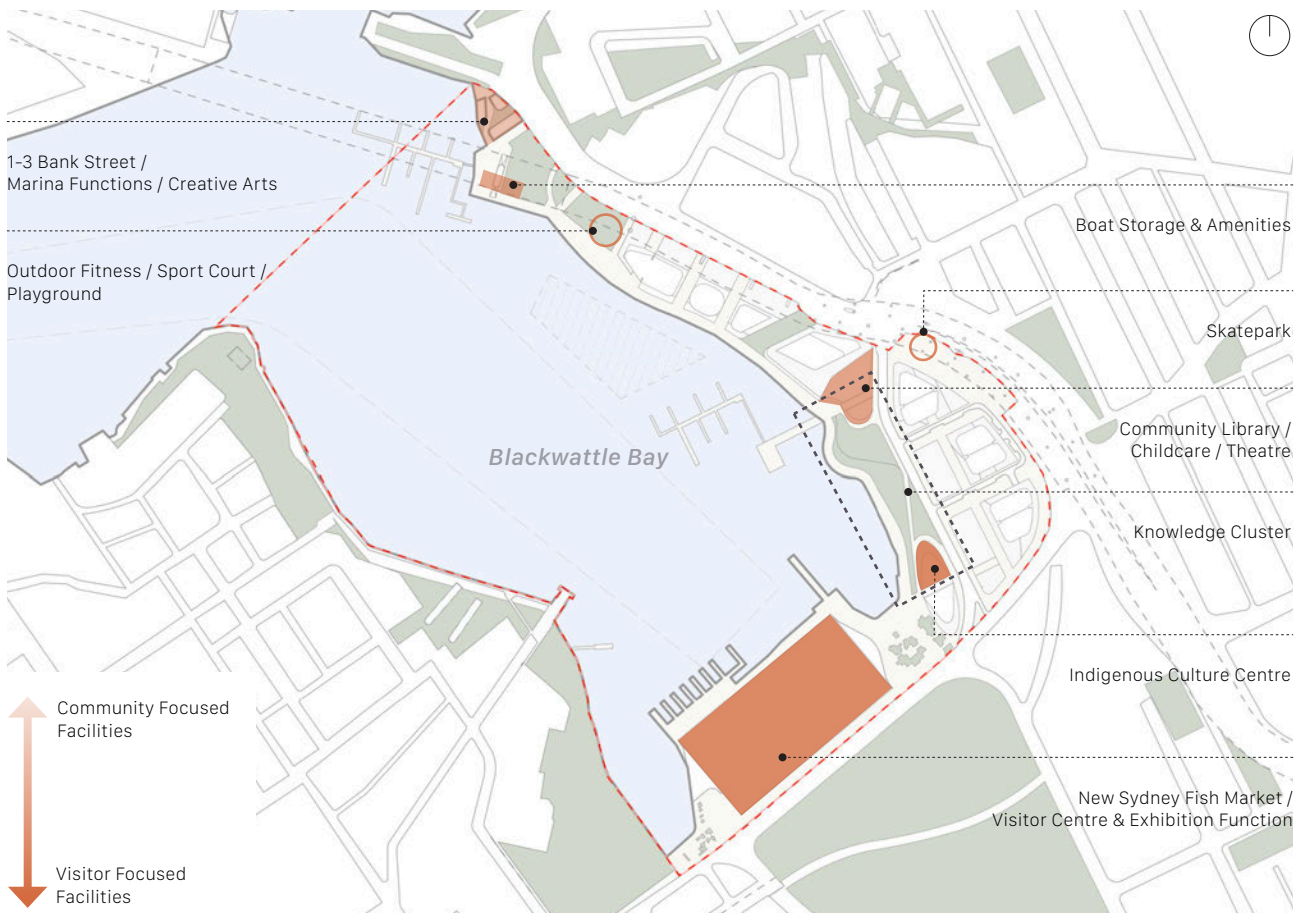 1-3 Bank Street /
Marina Functions / Creative Arts
Outdoor Fitness / Sport Court /
Playground
Boat Storage & Amenities
Skatepark
Community Library /
Childcare / Theatre
Blackwattle Bay
Knowledge Cluster
Indigenous Culture Centre
New Sydney Fish Market /
Visitor Centre & Exhibition Function
Community Focused
Facilities
Visitor Focused
Facilities